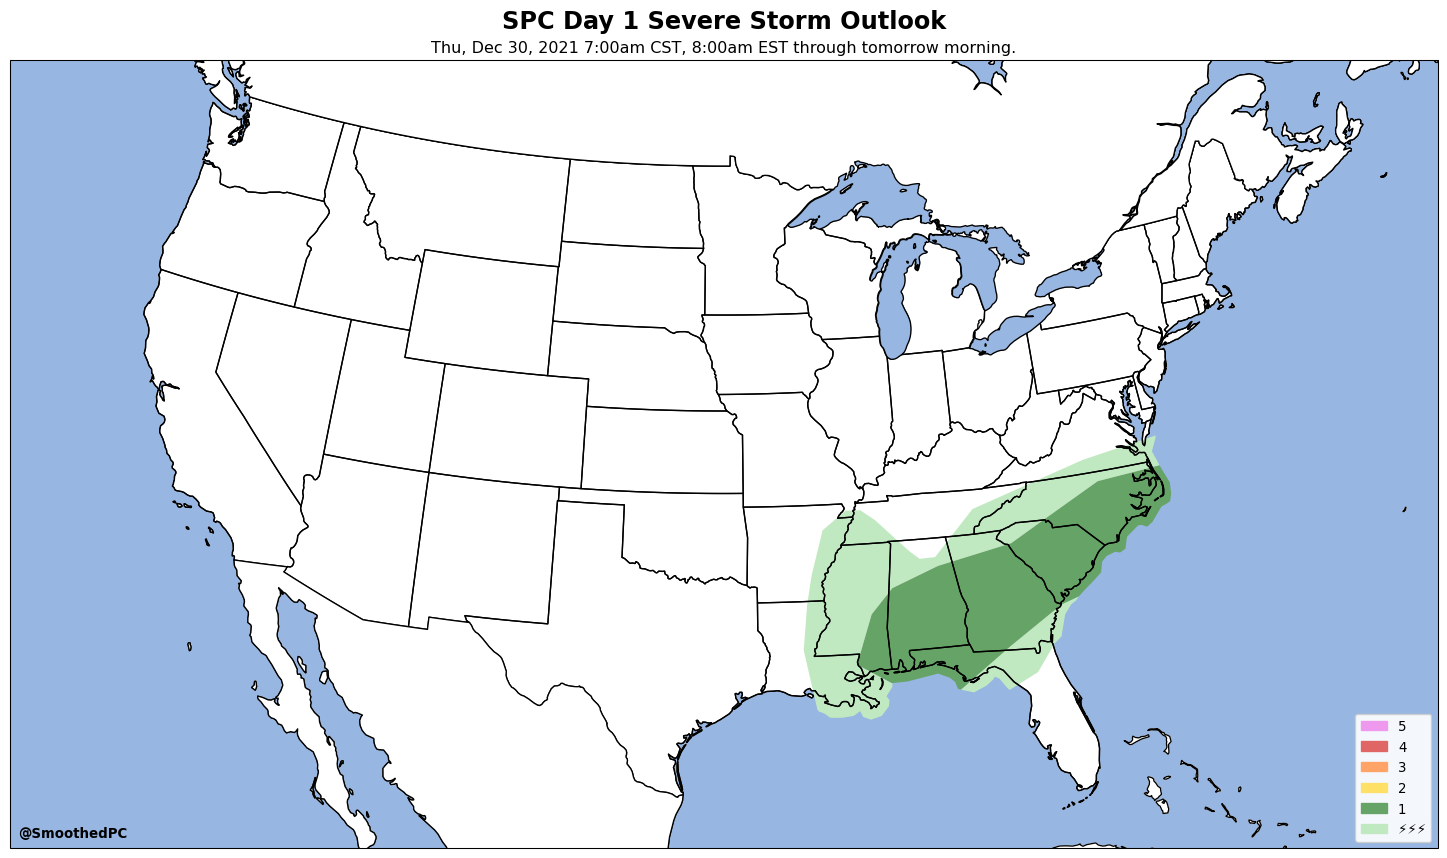 SPC Day 1 Severe Storm Outlook
Thu, Dec 30, 2021 7:00am CST, 8:00am EST through tomorrow morning.
5
4
3
2
1
⚡⚡⚡
@SmoothedPC